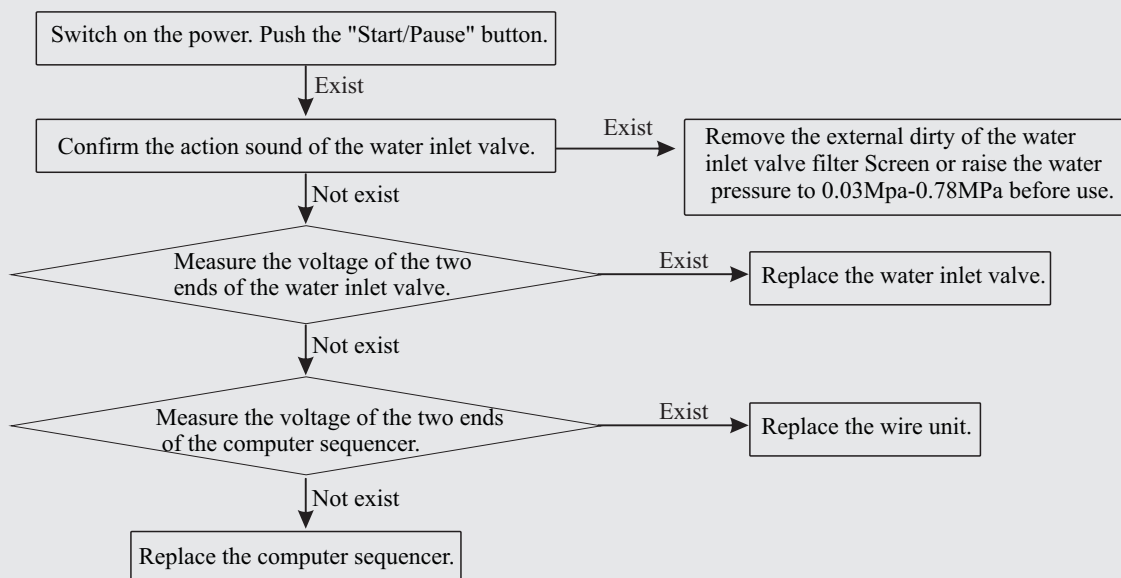 Switch on the power. Push the "Start/Pause" button.
Exist
Confirm the action sound of the water inlet valve.
Exist
Remove the external dirty of the water
inlet valve filter Screen or raise the water
pressure to 0.03Mpa-0.78MPa before use.
Not exist
Measure the voltage of the two
ends of the water inlet valve.
Exist
Replace the water inlet valve.
Not exist
Measure the voltage of the two ends
of the computer sequencer.
Exist
Replace the wire unit.
Not exist
Replace the computer sequencer.